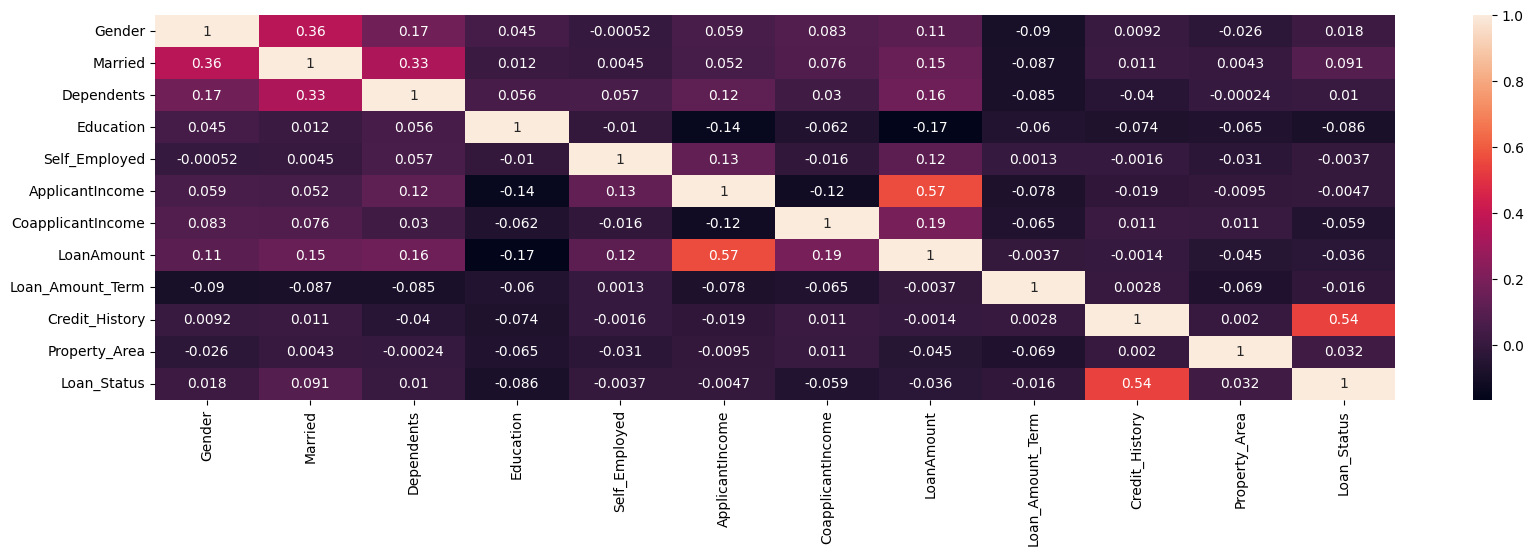 Gender 1 0.36 0.17 0.045 -0.00052 0.059 0.083 0.11 -0.09 0.0092 -0.026 0.018
Married 0.36 1 0.33 0.012 0.0045 0.052 0.076 0.15 -0.087 0.011 0.0043 0.091
Dependents 0.17 0.33 1 0.056 0.057 0.12 0.03 0.16 -0.085 -0.04 -0.00024 0.01
Education 0.045 0.012 0.056 1 -0.01 -0.14 -0.062 -0.17 -0.06 -0.074 -0.065 -0.086
Self_Employed -0.00052 0.0045 0.057 -0.01 1 0.13 -0.016 0.12 0.0013 -0.0016 -0.031 -0.0037
ApplicantIncome 0.059 0.052 0.12 -0.14 0.13 1 -0.12 0.57 -0.078 -0.019 -0.0095 -0.0047
CoapplicantIncome 0.083 0.076 0.03 -0.062 -0.016 -0.12 1 0.19 -0.065 0.011 0.011 -0.059
LoanAmount 0.11 0.15 0.16 -0.17 0.12 0.57 0.19 1 -0.0037 -0.0014 -0.045 -0.036
Loan_Amount_Term -0.09 -0.087 -0.085 -0.06 0.0013 -0.078 -0.065 -0.0037 1 0.0028 -0.069 -0.016
Credit_History 0.0092 0.011 -0.04 -0.074 -0.0016 -0.019 0.011 -0.0014 0.0028 1 0.002 0.54
Property_Area -0.026 0.0043 -0.00024 -0.065 -0.031 -0.0095 0.011 -0.045 -0.069 0.002 1 0.032
Loan_Status 0.018 0.091 0.01 -0.086 -0.0037 -0.0047 -0.059 -0.036 -0.016 0.54 0.032 1
Gender
Married
Dependents
Education
Self_Employed
ApplicantIncome
CoapplicantIncome
LoanAmount
Loan_Amount_Term
Credit_History
Property_Area
Loan_Status
1.0
0.8
0.6
0.4
0.2
0.0